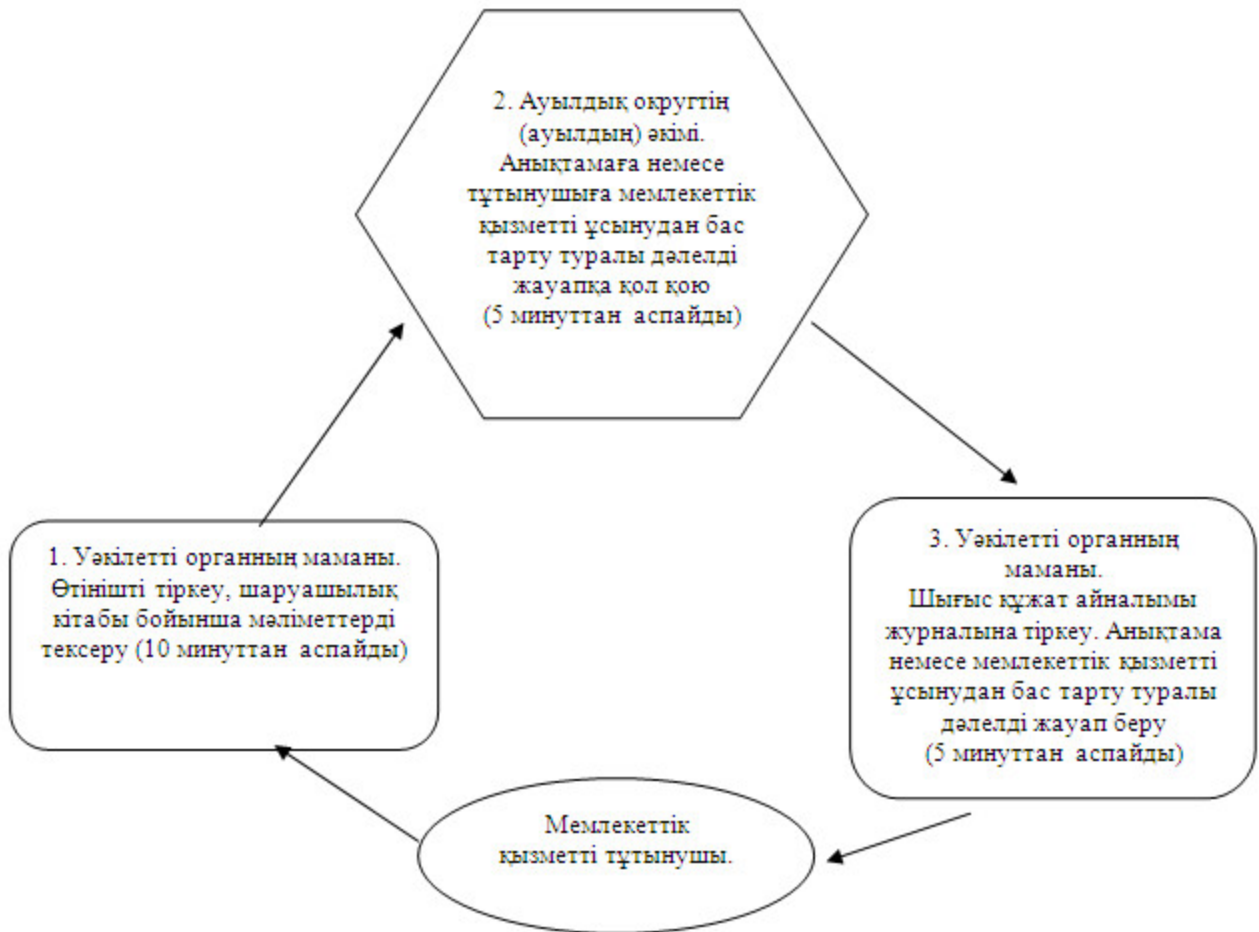 2. Ауылдық округтің
(ауылдың) әкімі.
Анықтамаға немесе
тұтынушыға мемлекеттік
қызметті ұсынудан бас
тарту туралы дәлелді
жауапқа қол қою
(5 минуттан аспайды)
1. Уәкілетті органның маманы.
Өтінішті тіркеу, шаруашылық
кітабы бойынша мәліметтерді
тексеру (10 минуттан аспайды)
3. Уәкілетті органның
маманы.
Шығыс құжат айналымы
журналына тіркеу. Анықтама
немесе мемлекеттік қызметті
ұсынудан бас тарту туралы
дәлелді жауап беру
(5 минуттан аспайды)
Мемлекеттік
қызметті тұтынушы.